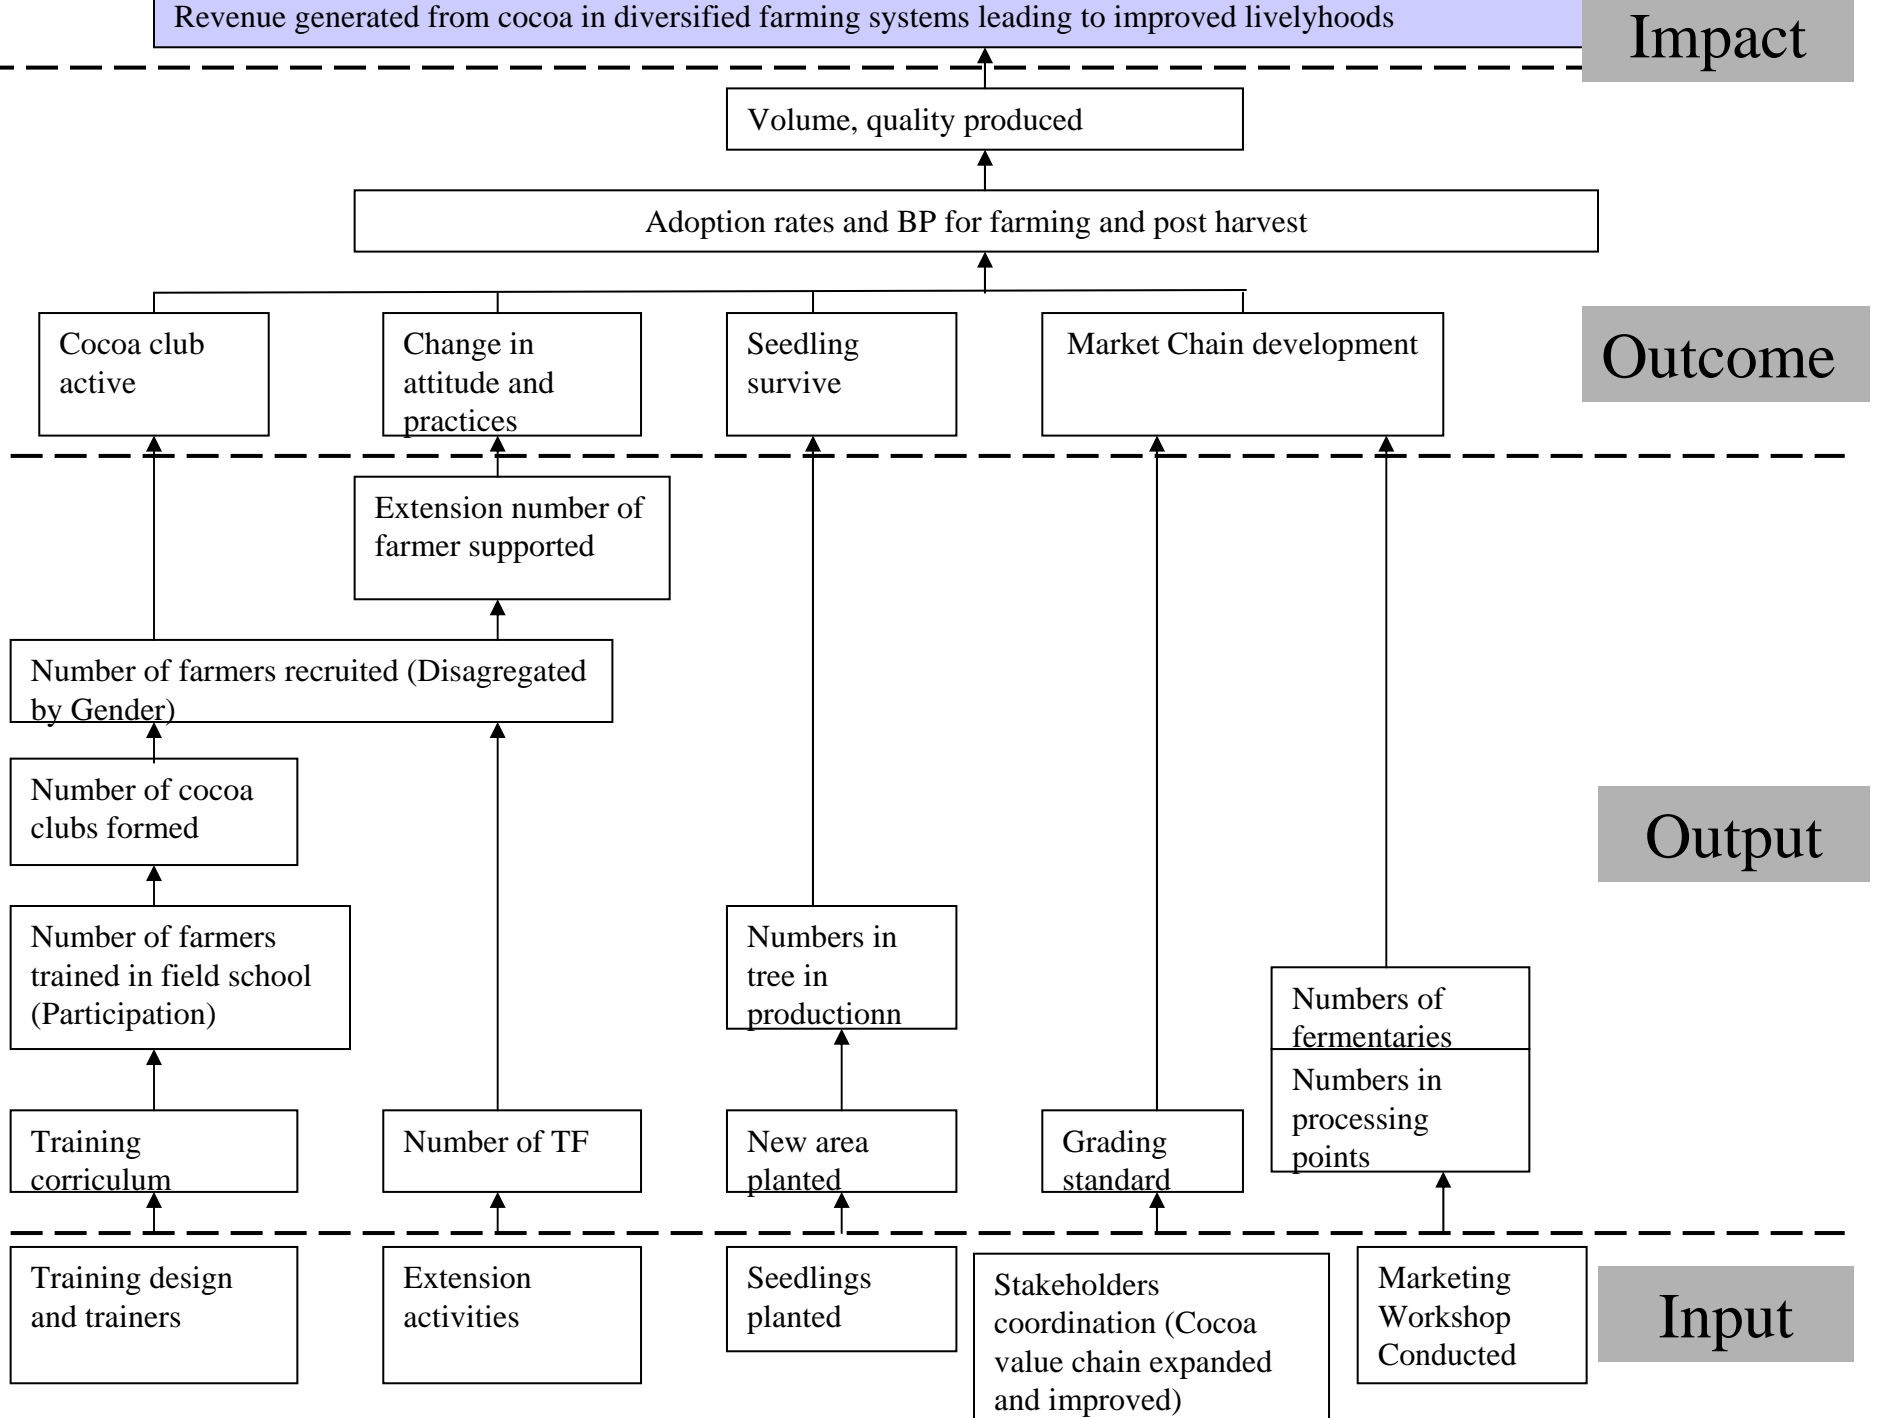 Revenue generated from cocoa in diversified farming systems leading to improved livelyhoods
Impact
Volume, quality produced
Adoption rates and BP for farming and post harvest
Cocoa club
active
Change in
attitude and
practices
Seedling
survive
Market Chain development
Outcome
Extension number of
farmer supported
Number of farmers recruited (Disagregated
by Gender)
Number of cocoa
clubs formed
Output
Number of farmers
trained in field school
(Participation)
Numbers in
tree in
productionn
Numbers of
fermentaries
Numbers in
processing
points
Training
corriculum
Number of TF
New area
planted
Grading
standard
Training design
and trainers
Extension
activities
Seedlings
planted
Stakeholders
coordination (Cocoa
value chain expanded
and improved)
Marketing
Workshop
Conducted
Input